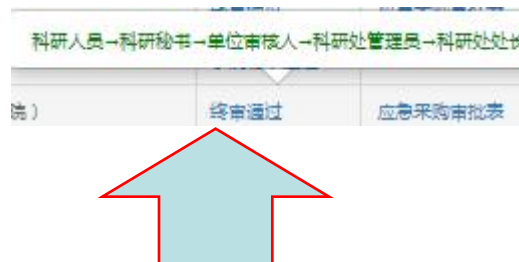 科研人员→科研秘书→单位审核人→科研处管理员→科研处处长
院）
终审通过
应急采购审批表